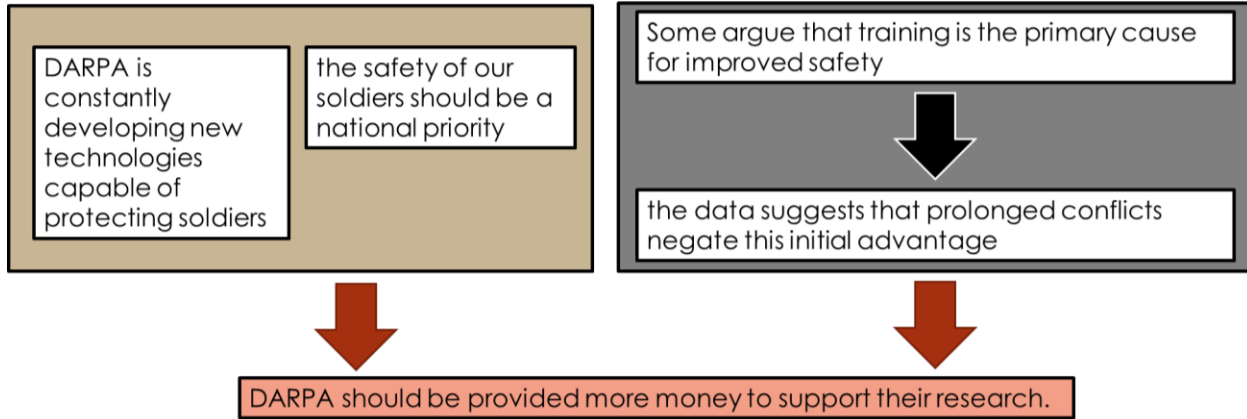 DARPA is
constantly
developing new
technologies
capable of
protecting soldiers
the safety of our
soldiers should be a
national priority
Some argue that training is the primary cause
for improved safety
the data suggests that prolonged conflicts
negate this initial advantage
DARPA should be provided more money to support their research.